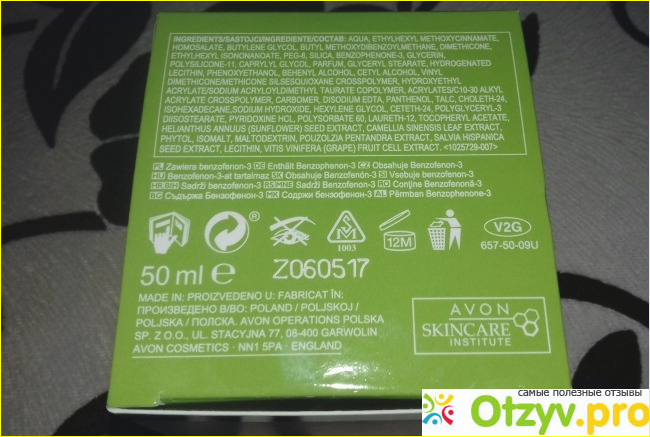 INGREDIENTS/SASTOJCI/INGREDIENTE/СОСТАВ: AQUA, ETHYLHEXYL METHOXYCINNAMATE,
HOMOSALATE, BUTYLENE GLYCOL, BUTYL METHOXYDIBENZOYLMETHANE, DIMETHICONE,
ETHYLHEXYL ISONONANOATE, PEG-8, SILICA, BENZOPHENONE-3, GLYCERIN,
POLYSILICONE-11, CAPRYLYL GLYCOL, PARFUM, GLYCERYL STEARATE, HYDROGENATED
LECITHIN, PHENOXYETHANOL, BEHENYL ALCOHOL, CETYL ALCOHOL, VINYL
DIMETHICONE/METHICONE SILSESQUIOXANE CROSSPOLYMER, HYDROXYETHYL
ACRYLATE/SODIUM ACRYLOYLDIMETHYL TAURATE COPOLYMER, ACRYLATES/C10-30 ALKYL
ACRYLATE CROSSPOLYMER, CARBOMER, DISODIUM EDTA, PANTHENOL, TALC, CHOLETH-24,
ISOHEXADECANE, SODIUM HYDROXIDE, HEXYLENE GLYCOL, CETETH-24, POLYGLYCERYL-3
DIISOSTEARATE, PYRIDOXINE HCL, POLYSORBATE 60, LAURETH-12, TOCOPHERYL ACETATE,
HELIANTHUS ANNUUS (SUNFLOWER) SEED EXTRACT, CAMELLIA SINENSIS LEAF EXTRACT,
PHYTOL, ISOMALT, MALTODEXTRIN, POUZOLZIA PENTANDRA EXTRACT, SALVIA HISPANICA
SEED EXTRACT, LECITHIN, VITIS VINIFERA (GRAPE) FRUIT CELL EXTRACT. <1025729-007>
PL Zawiera benzofenon-3 DE Enthält Benzophenon-3 CZ Obsahuje Benzofenon-3
HU Benzofenon-3-at tartalmaz SK Obsahuje Benzofenón-3 SI Vsebuje benzofenon-3
HR,BIH Sadrži benzofenon-3 RS/MNE Sadrži benzofenon-3 RO Conţine Benzofenonă-3
BG Съдържа Бензофенон-3 MK Содржи бензофенон-3 AL Përmban Benzophenone-3
1003
12M
V2G
657-50-09U
50 ml e
Z060517
MADE IN: PROIZVEDENO U: FABRICAT ÎN:
ПРОИЗВЕДЕНО В/ВО: POLAND / POLJSKOJ /
POLJSKA / ПОЛСКА. AVON OPERATIONS POLSKA
SP. Z O.O., UL. STACYJNA 77, 08-400 GARWOLIN
AVON COSMETICS · NN1 5PA · ENGLAND
AVON
SKINCARE
INSTITUTE
самые полезные отзывы
Otzyv.pro